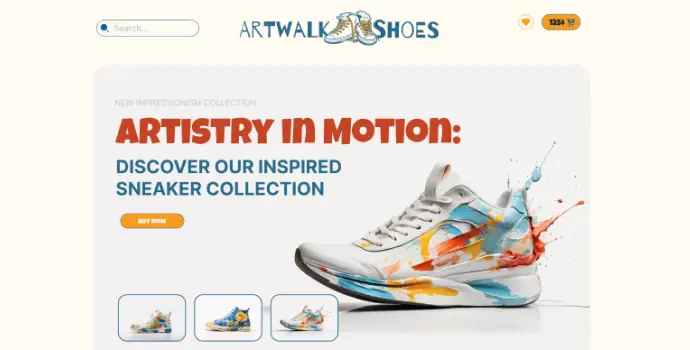 Search...
ARTWALK SHOES
125$
NEW IMPRESSIONISM COLLECTION
ARTISTRY IN MOTION:
DISCOVER OUR INSPIRED
SNEAKER COLLECTION
BUY NOW